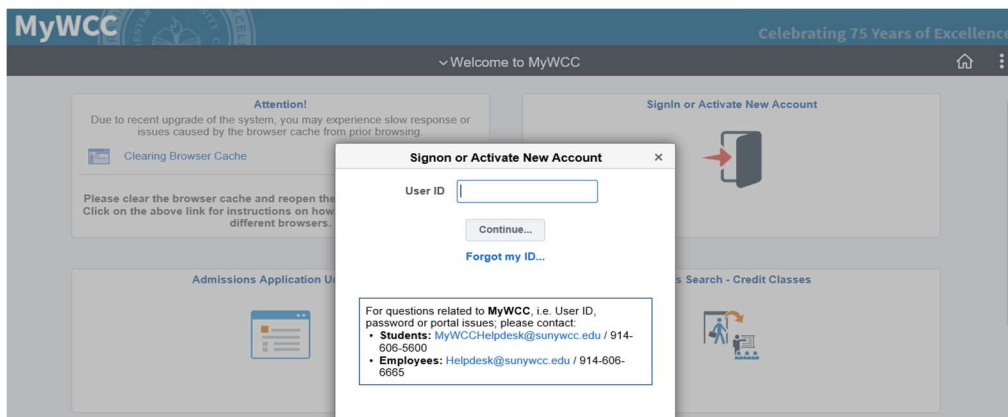 MyWCC
Celebrating 75 Years of Excellence
Welcome to MyWCC
Attention!
Due to recent upgrade of the system, you may experience slow response or
issues caused by the browser cache from prior browsing.
Clearing Browser Cache
Please clear the browser cache and reopen the
Click on the above link for instructions on how
different browsers.
SignIn or Activate New Account
Signon or Activate New Account
User ID
Continue...
Forgot my ID...
For questions related to MyWCC, i.e. User ID,
password or portal issues; please contact:
• Students: MyWCCHelpdesk@sunywcc.edu / 914-
606-5600
• Employees: Helpdesk@sunywcc.edu / 914-606-
6665
Admissions Application
Search - Credit Classes